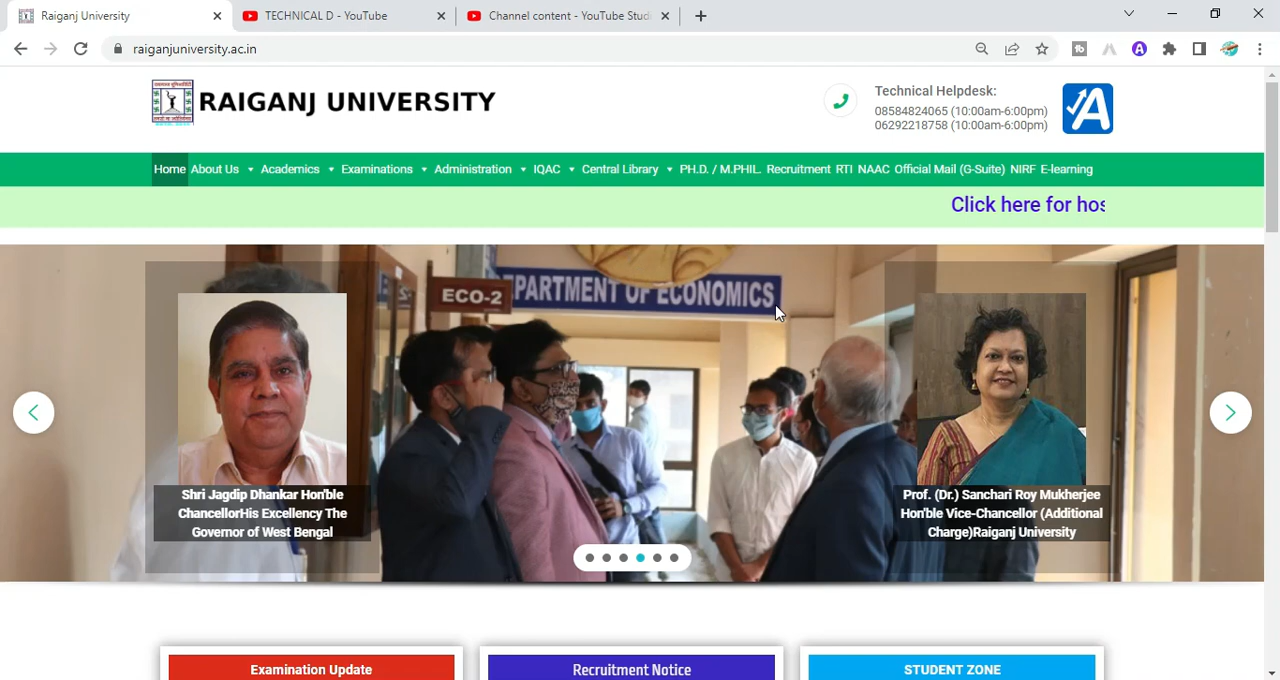 Raiganj University
TECHNICAL D - YouTube
Channel content - YouTube Stud
raiganjuniversity.ac.in
RAIGANJ UNIVERSITY
Technical Helpdesk:
08584824065 (10:00am-6:00pm)
06292218758 (10:00am-6:00pm)
Home About Us Academics Examinations Administration IQAC Central Library PH.D. / M.PHIL. Recruitment RTI NAAC Official Mail (G-Suite) NIRF E-learning
Click here for hos
ECO-2
PARTMENT OF ECONOMICS
Shri Jagdip Dhankar Hon'ble
ChancellorHis Excellency The
Governor of West Bengal
Prof. (Dr.) Sanchari Roy Mukherjee
Hon'ble Vice-Chancellor (Additional
Charge)Raiganj University
Examination Update
Recruitment Notice
STUDENT ZONE